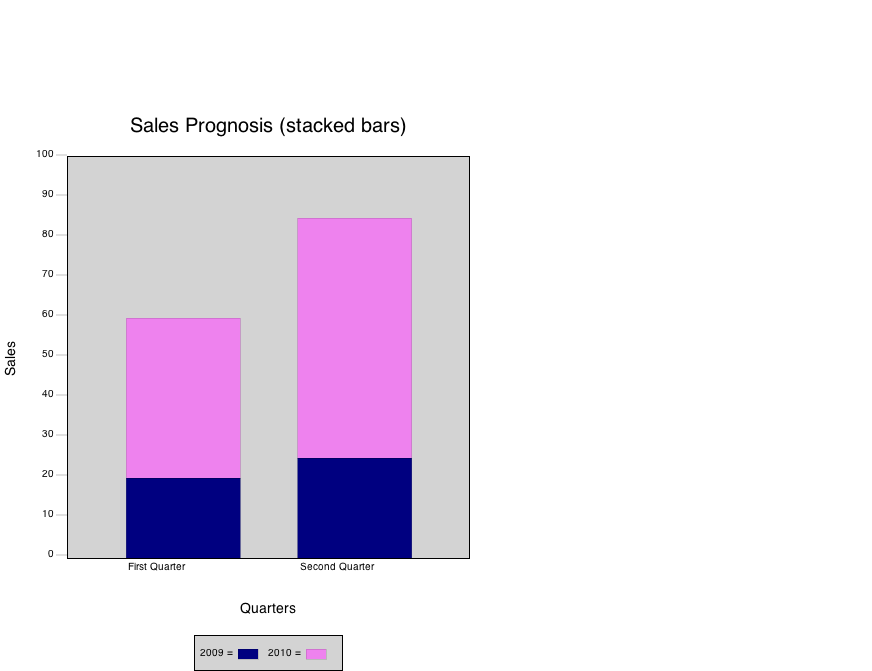 Sales Prognosis (stacked bars)
100
90
80
70
60
50
40
30
20
10
0
Sales
First Quarter Second Quarter
Quarters
2009 = 2010 =